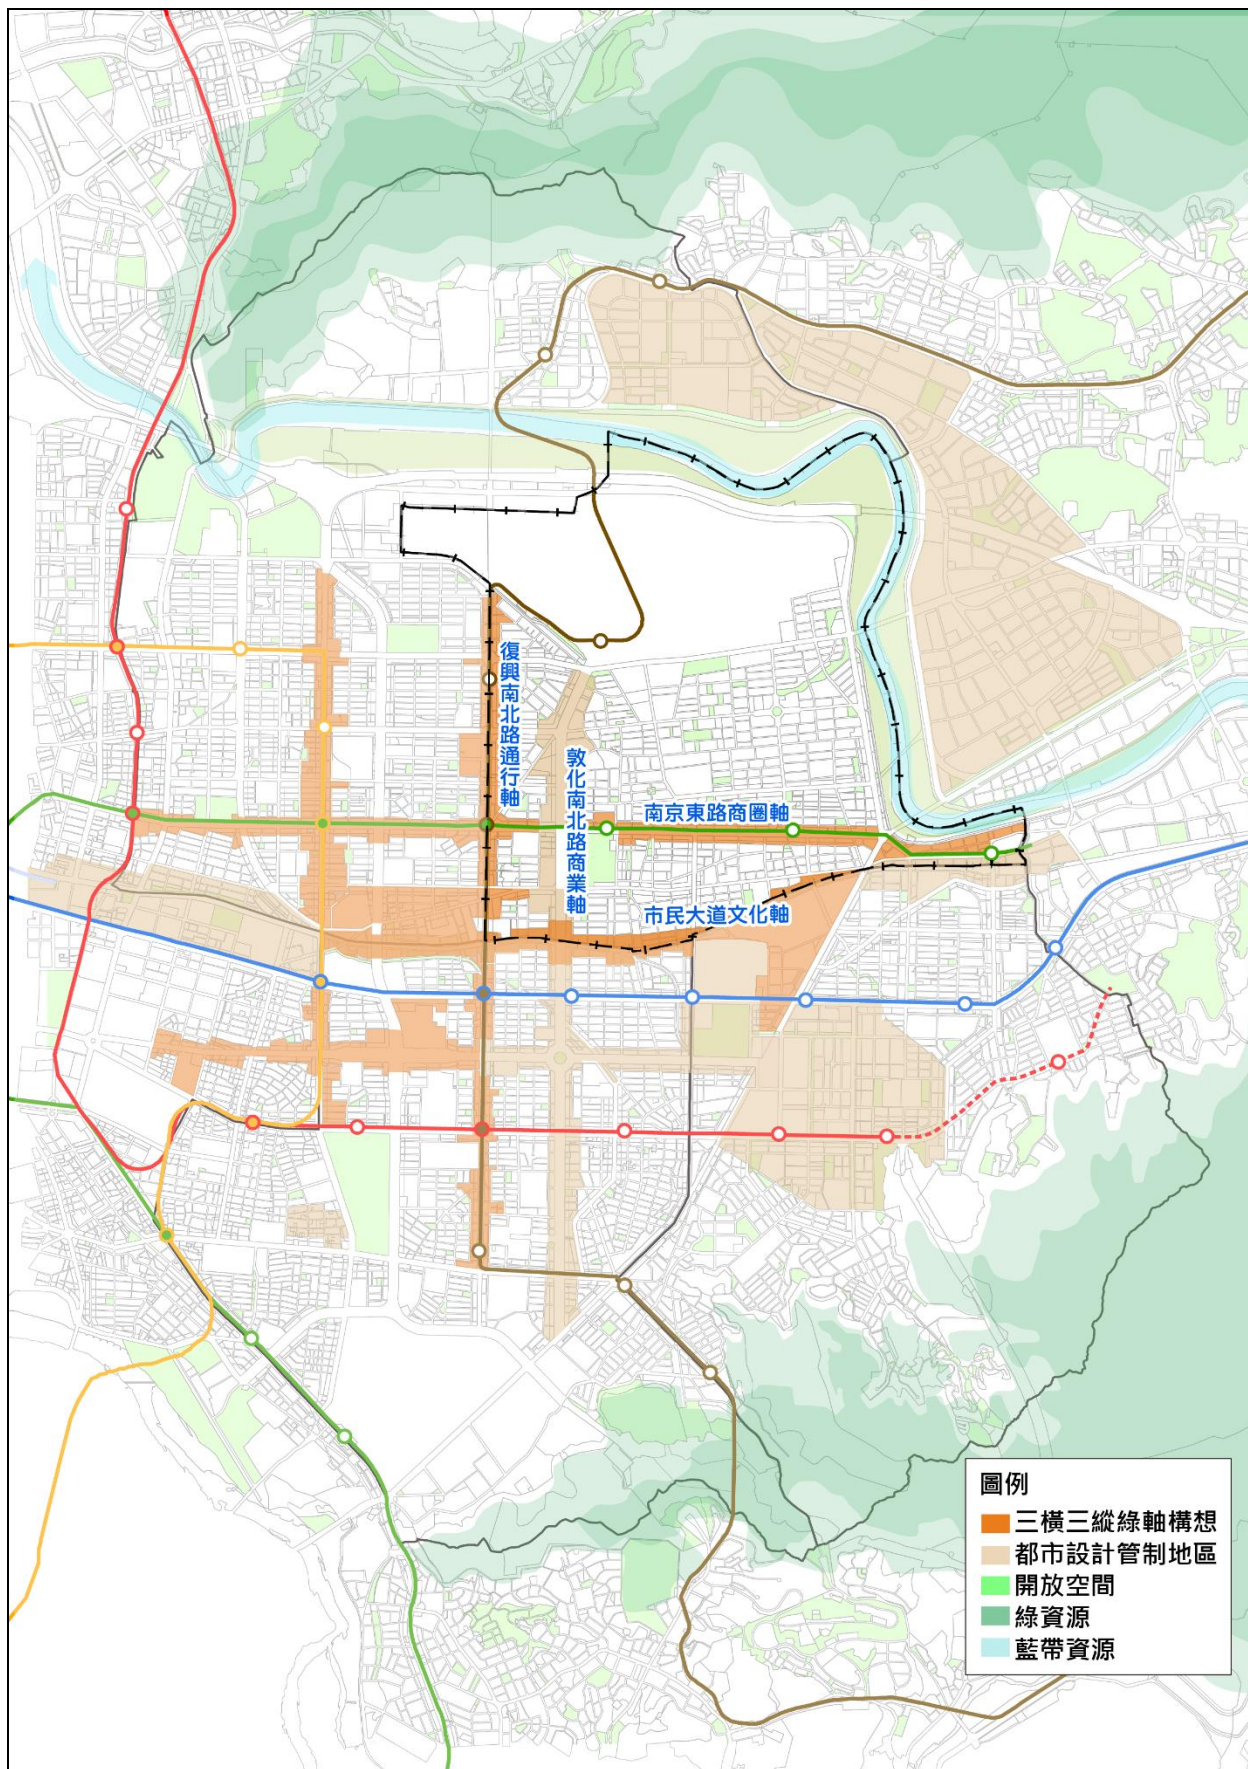 復興南北路通行軸
敦化南北路商業軸
南京東路商圈軸
市民大道文化軸
圖例
三橫三縱綠軸構想
都市設計管制地區
開放空間
綠資源
藍帶資源